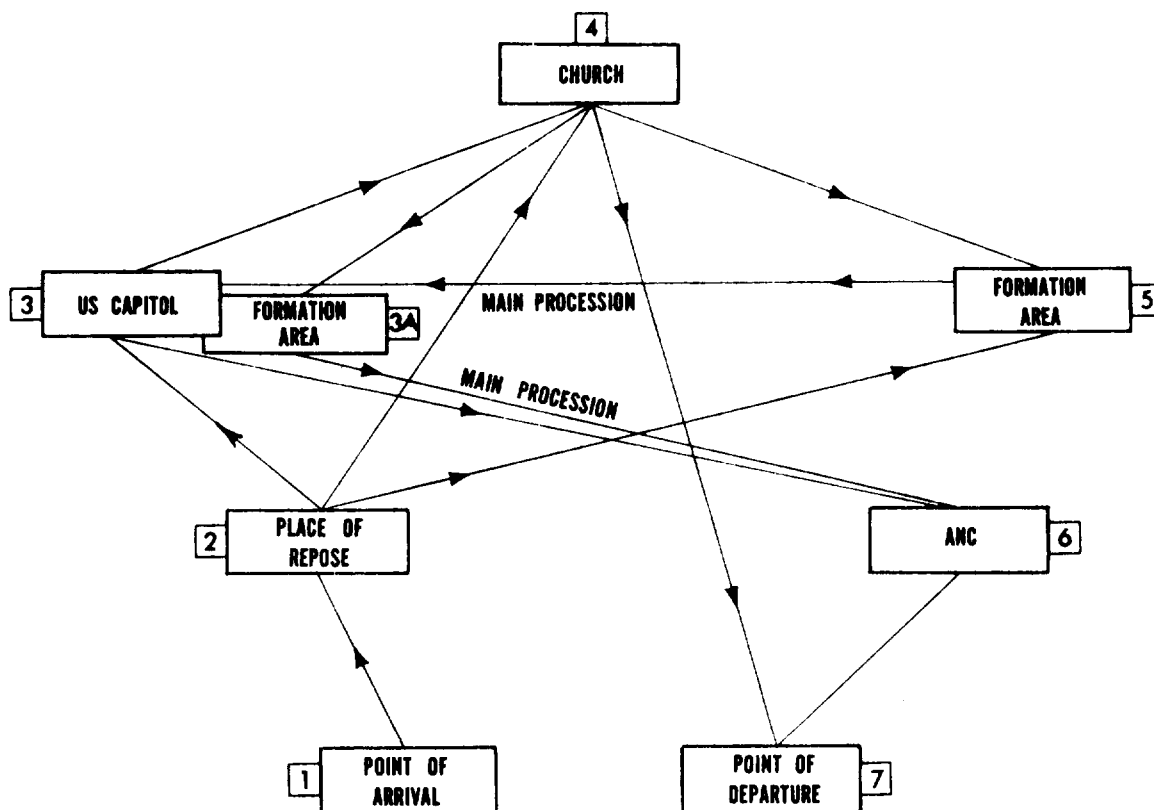 4
CHURCH
3
US CAPITOL
FORMATION
AREA
3A
MAIN PROCESSION
FORMATION
AREA
5
MAIN PROCESSION
2
PLACE OF
REPOSE
ANC
6
1
POINT OF
ARRIVAL
POINT OF
DEPARTURE
7